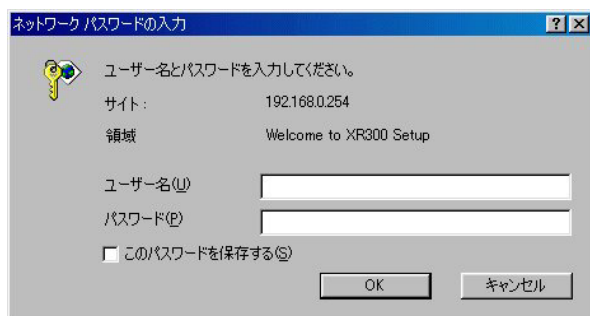 ネットワーク パスワードの入力
ユーザー名とパスワードを入力してください。
サイト: 192.168.0.254
領域 Welcome to XR300 Setup
ユーザー名(U)
パスワード(P)
このパスワードを保存する(S)
OK キャンセル